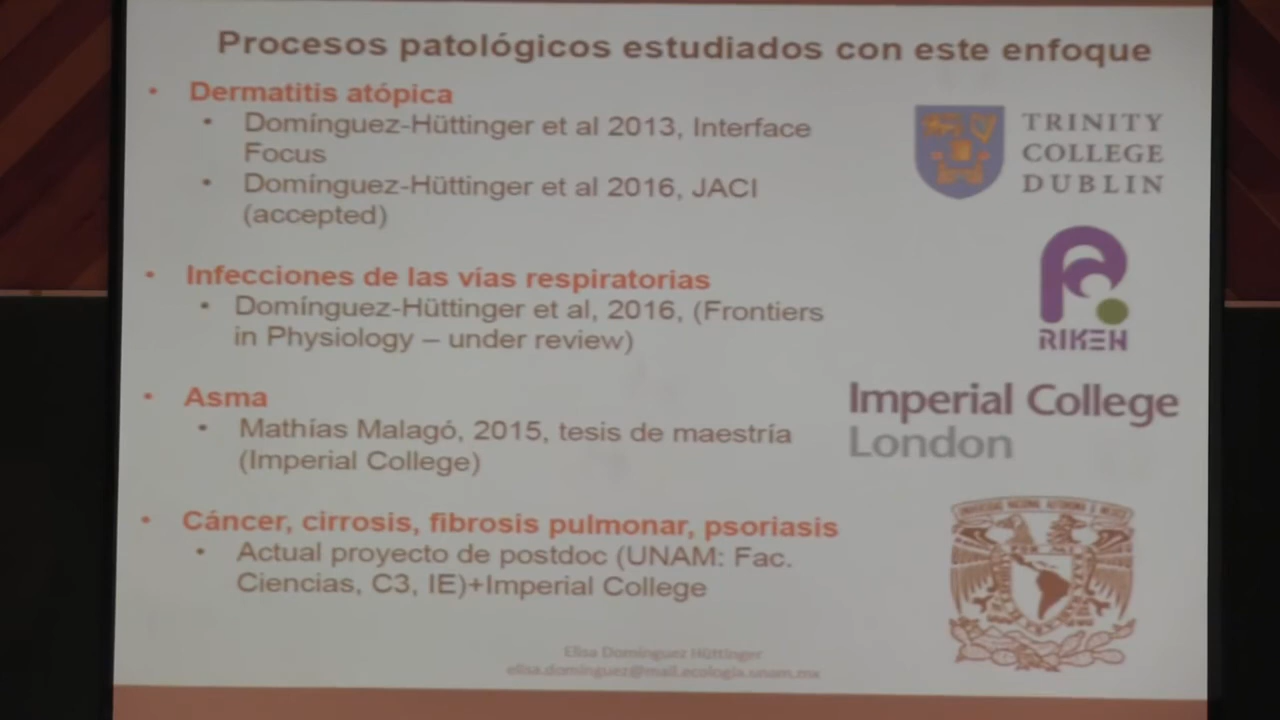 Procesos patológicos estudiados con este enfoque
• Dermatitis atópica
• Domínguez-Hüttinger et al 2013, Interface
Focus
• Domínguez-Hüttinger et al 2016, JACI
(accepted)
• Infecciones de las vías respiratorias
• Domínguez-Hüttinger et al, 2016, (Frontiers
in Physiology – under review)
• Asma
• Mathías Malagó, 2015, tesis de maestría
(Imperial College)
• Cáncer, cirrosis, fibrosis pulmonar, psoriasis
• Actual proyecto de postdoc (UNAM: Fac.
Ciencias, C3, IE)+Imperial College
TRINITY
COLLEGE
DUBLIN
RIKEN
Imperial College
London
Elisa Domínguez Hüttinger
elisa.dominguez@mail.ecologia.unam.mx